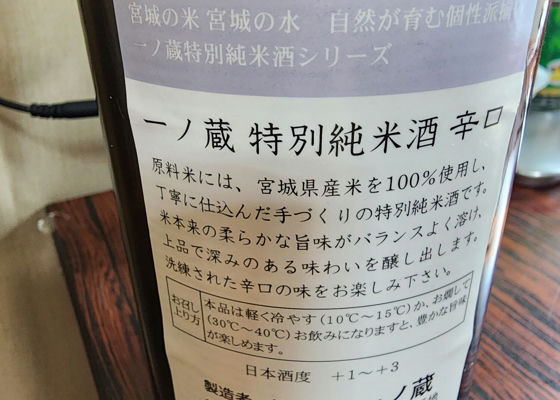 宮城の米 宮城の水 自然が育む個性派揃い
一ノ蔵特別純米酒シリーズ
一ノ蔵 特別純米酒 辛口
原料米には、宮城県産米を100%使用し、
丁寧に仕込んだ手づくりの特別純米酒です。
米本来の柔らかな旨味がバランスよく溶け、
上品で深みのある味わいを醸し出します。
洗練された辛口の味をお楽しみ下さい。
お召し上り方
本品は軽く冷やす(10℃〜15℃)か、お燗して
(30℃〜40℃)お飲みになりますと、豊かな旨味
が楽しめます。
日本酒度 +1〜+3
製造者 一ノ蔵